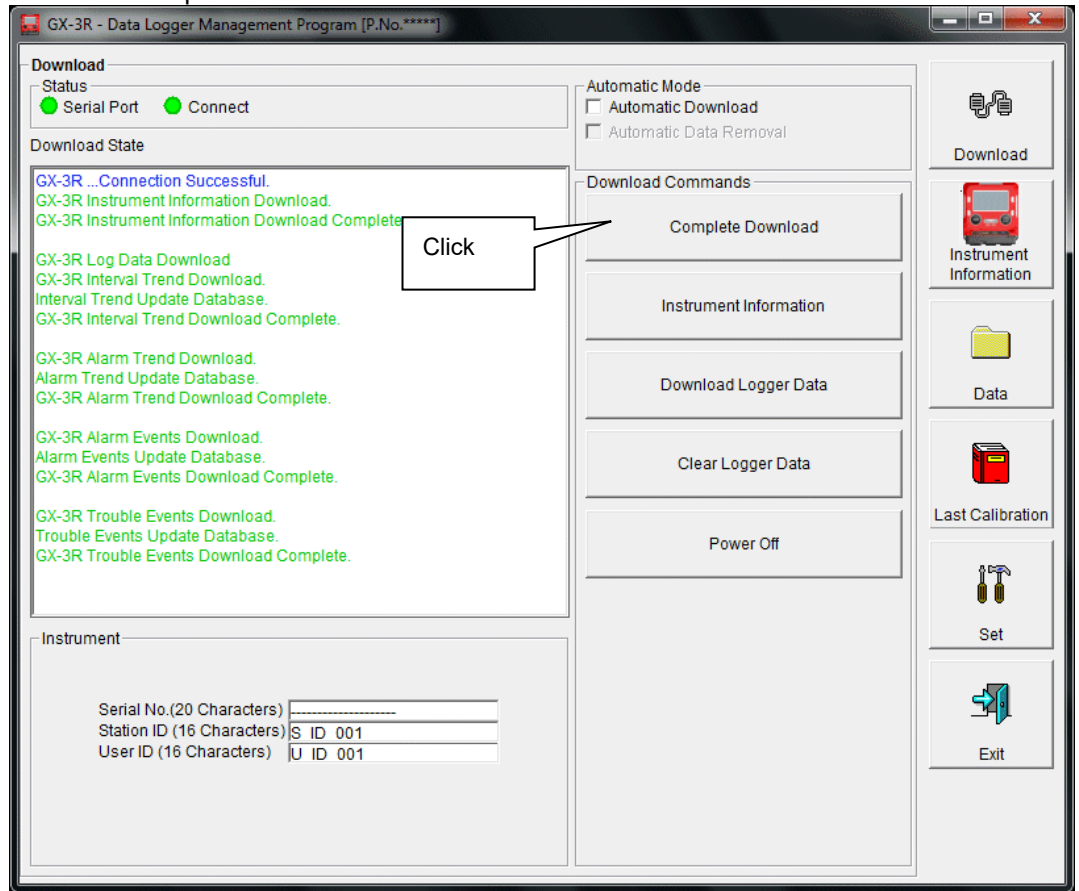 GX-3R - Data Logger Management Program [P.No.*****]
Download
Status
Serial Port
Connect
Automatic Mode
Automatic Download
Automatic Data Removal
Download State
GX-3R ...Connection Successful.
GX-3R Instrument Information Download.
GX-3R Instrument Information Download Complete
GX-3R Log Data Download
GX-3R Interval Trend Download.
Interval Trend Update Database.
GX-3R Interval Trend Download Complete.
GX-3R Alarm Trend Download.
Alarm Trend Update Database.
GX-3R Alarm Trend Download Complete.
GX-3R Alarm Events Download.
Alarm Events Update Database.
GX-3R Alarm Events Download Complete.
GX-3R Trouble Events Download.
Trouble Events Update Database.
GX-3R Trouble Events Download Complete.
Click
Download Commands
Complete Download
Instrument Information
Download Logger Data
Clear Logger Data
Power Off
Instrument
Serial No.(20 Characters) --------------------
Station ID (16 Characters) S_ID_001
User ID (16 Characters) U_ID_001
Download
Instrument
Information
Data
Last Calibration
Set
Exit